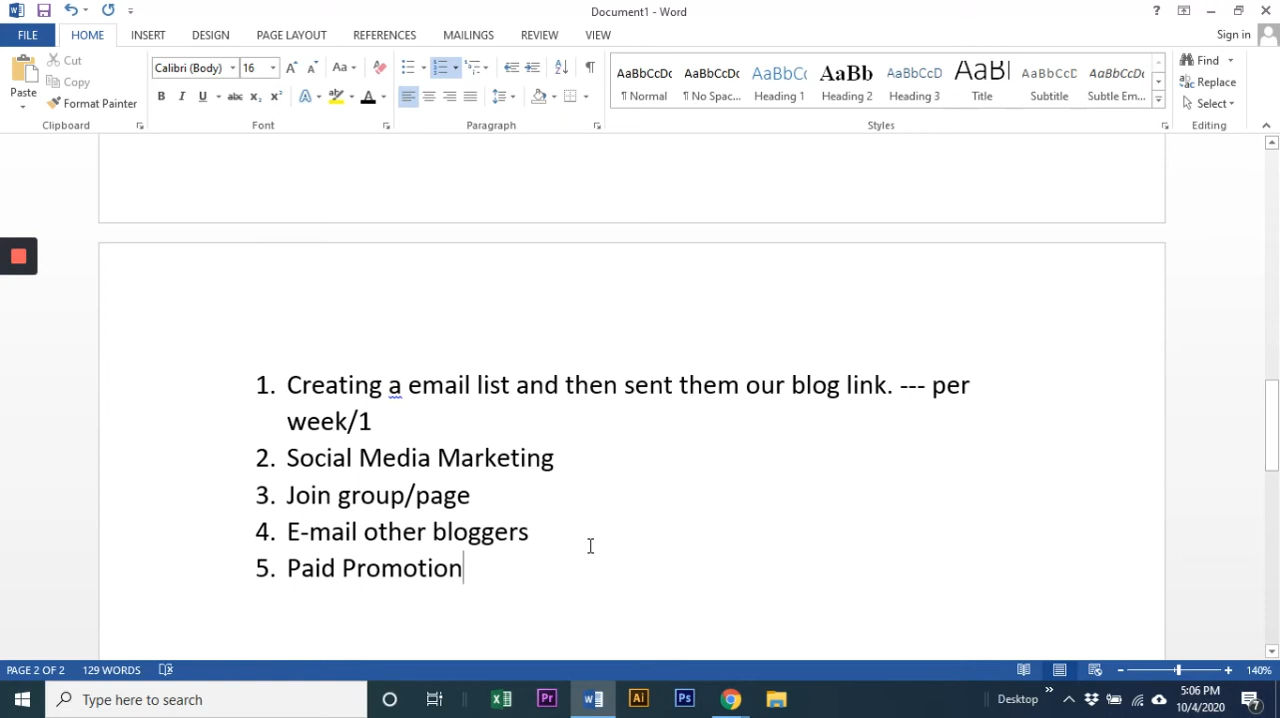 Document1 - Word
?
FILE HOME INSERT DESIGN PAGE LAYOUT REFERENCES MAILINGS REVIEW VIEW Sign in
Cut
Copy
Paste
Format Painter
Clipboard
Calibri (Body) 16
Font
Paragraph
AaBbCcDc AaBbCcDc AaBbC AaBb AaBbCcD AaB AaBbCcD AaBbCcDc
¶ Normal ¶ No Spac... Heading 1 Heading 2 Heading 3 Title Subtitle Subtle Em...
Styles
Find
Replace
Select
Editing
1. Creating a email list and then sent them our blog link. --- per
week/1
2. Social Media Marketing
3. Join group/page
4. E-mail other bloggers
5. Paid Promotion
PAGE 2 OF 2 129 WORDS 140%
Type here to search
Desktop
5:06 PM
10/4/2020
7